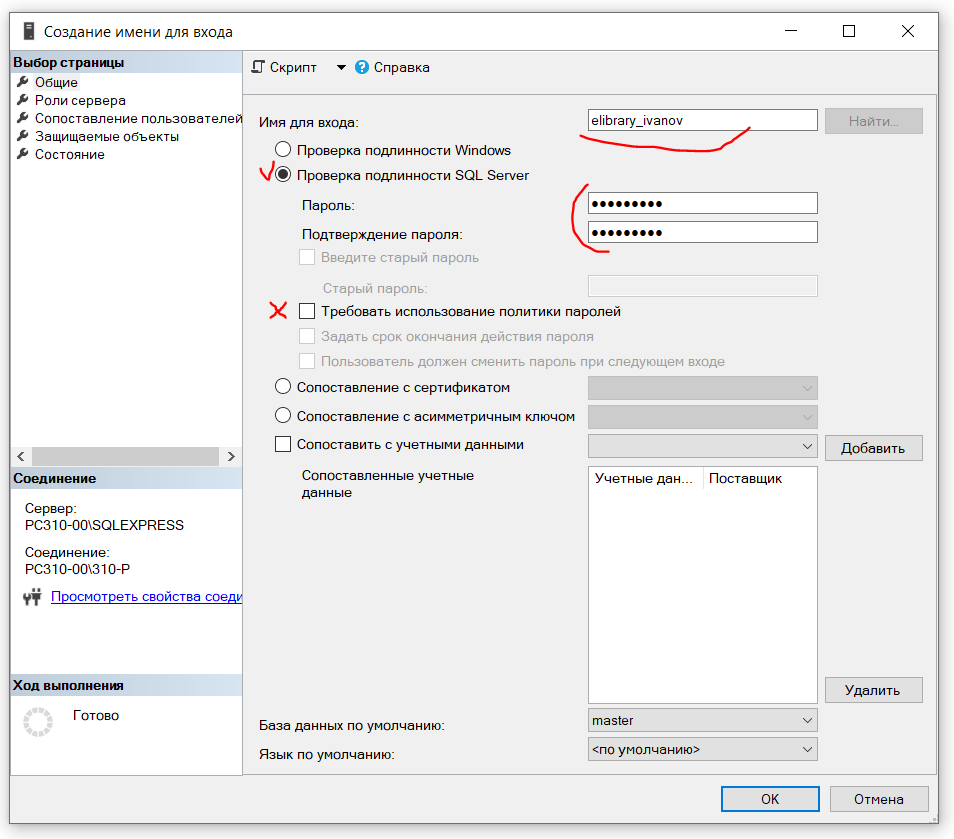 Создание имени для входа
Выбор страницы
Общие
Роли сервера
Сопоставление пользователей
Защищаемые объекты
Состояние
Соединение
Сервер:
PC310-00\SQLEXPRESS
Соединение:
PC310-00\310-P
Просмотреть свойства соеди
Ход выполнения
Готово
Скрипт Справка
Имя для входа: elibrary_ivanov Найти...
Проверка подлинности Windows
Проверка подлинности SQL Server
Пароль: ●●●●●●●●●
Подтверждение пароля: ●●●●●●●●●
Введите старый пароль
Старый пароль:
Требовать использование политики паролей
Задать срок окончания действия пароля
Пользователь должен сменить пароль при следующем входе
Сопоставление с сертификатом
Сопоставление с асимметричным ключом
Сопоставить с учетными данными Добавить
Сопоставленные учетные
данные
Учетные дан... Поставщик
Удалить
База данных по умолчанию: master
Язык по умолчанию: <по умолчанию>
OK Отмена